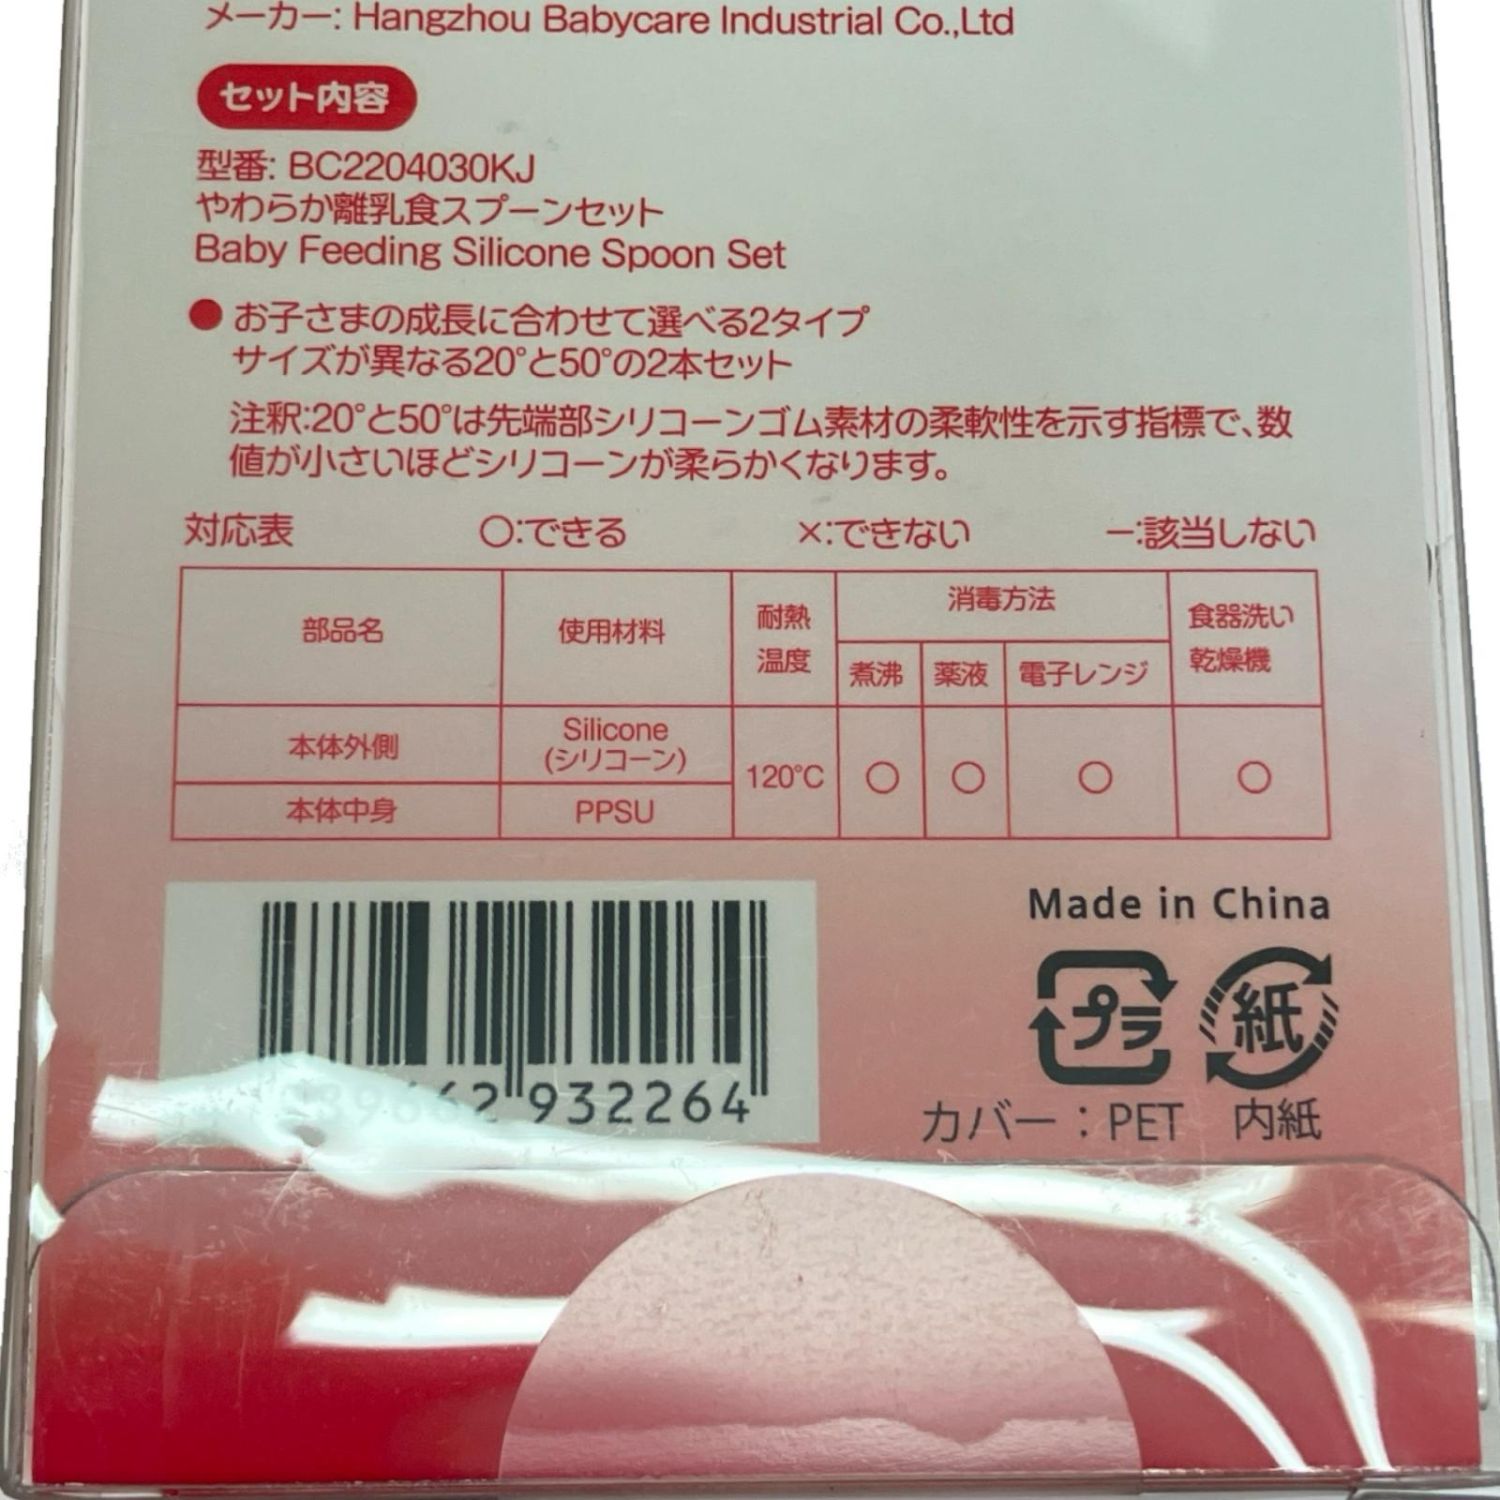 メーカー: Hangzhou Babycare Industrial Co.,Ltd
セット内容
型番: BC2204030KJ
やわらか離乳食スプーンセット
Baby Feeding Silicone Spoon Set
● お子さまの成長に合わせて選べる2タイプ
サイズが異なる20°と50°の2本セット
注釈:20°と50°は先端部シリコーンゴム素材の柔軟性を示す指標で、数
値が小さいほどシリコーンが柔らかくなります。
対応表 〇:できる ×:できない ー:該当しない
部品名 使用材料 耐熱温度 消毒方法 食器洗い乾燥機
煮沸 薬液 電子レンジ
本体外側 Silicone (シリコーン) 120℃ 〇 〇 〇 〇
本体中身 PPSU
Made in China
プラ 紙
カバー：PET 内紙
932264